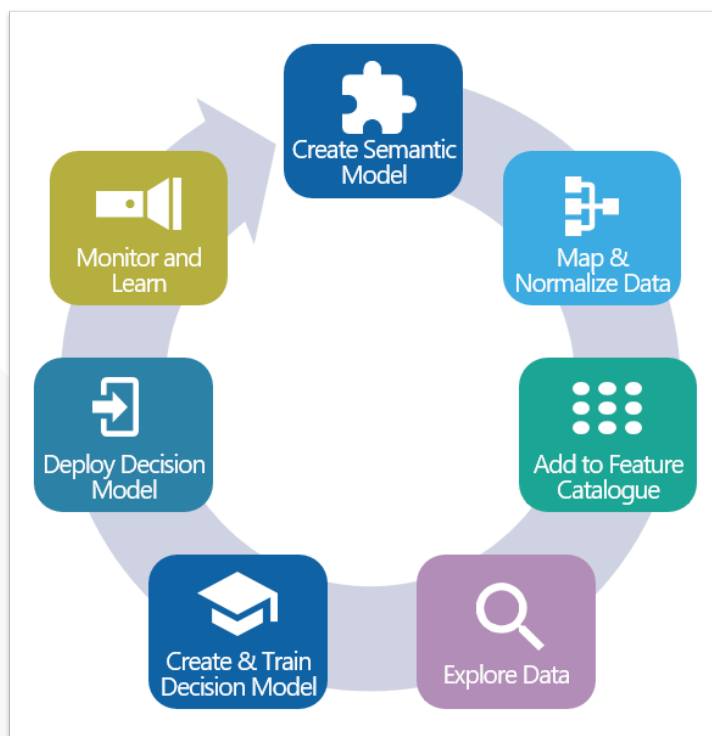 Create Semantic
Model
Map &
Normalize Data
Add to Feature
Catalogue
Explore Data
Create & Train
Decision Model
Deploy Decision
Model
Monitor and
Learn